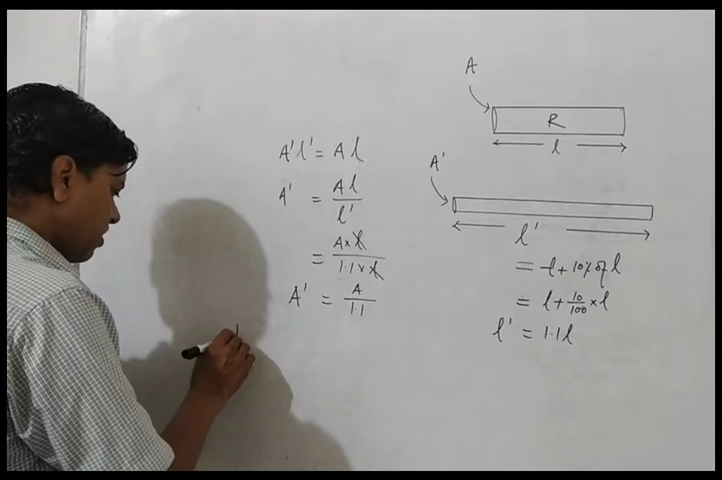 A
R
l
A'
l'
A'l' = Al
A' = Al/l'
= A×l/1.1×l
A' = A/1.1
= l + 10% of l
= l + 10/100 × l
l' = 1.1l